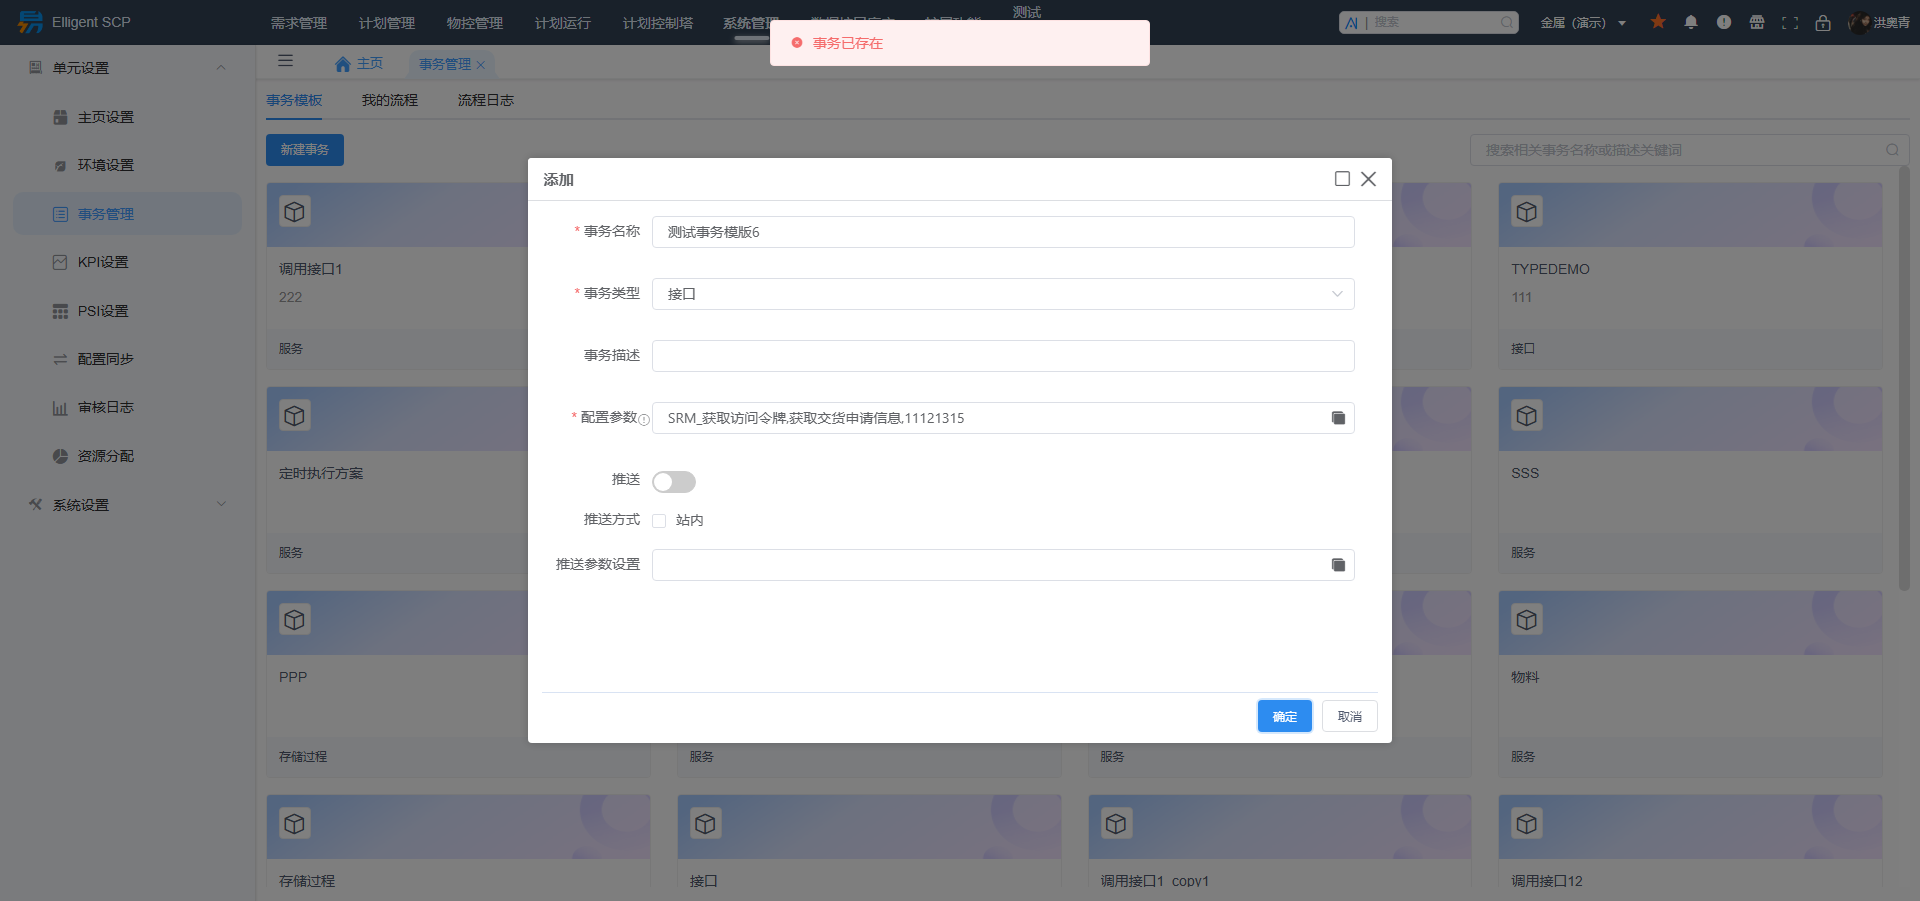 Elligent SCP
需求管理
计划管理
物控管理
计划运行
计划控制塔
系统管理
测试
AI | 搜索
金属（演示）
洪奥青
事务已存在
单元设置
主页设置
环境设置
事务管理
KPI设置
PSI设置
配置同步
审核日志
资源分配
系统设置
主页
事务管理
事务模板
我的流程
流程日志
新建事务
搜索相关事务名称或描述关键词
添加
* 事务名称
测试事务模版6
* 事务类型
接口
事务描述
* 配置参数
SRM_获取访问令牌,获取交货申请信息,11121315
推送
推送方式
站内
推送参数设置
确定
取消
调用接口1
222
服务
TYPEDEMO
111
接口
定时执行方案
服务
SSS
服务
PPP
存储过程
服务
服务
物料
服务
存储过程
接口
调用接口1_copy1
调用接口12